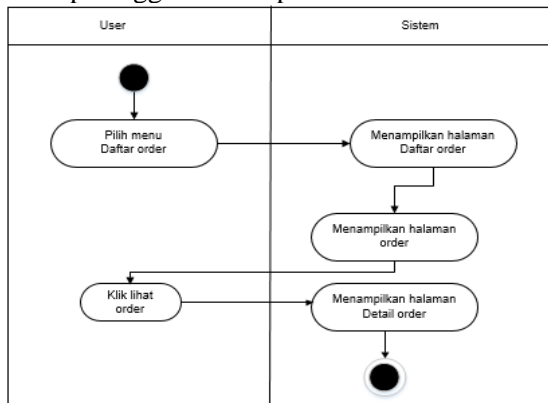 User
Sistem
Pilih menu
Daftar order
Menampilkan halaman
Daftar order
Menampilkan halaman
order
Klik lihat
order
Menampilkan halaman
Detail order